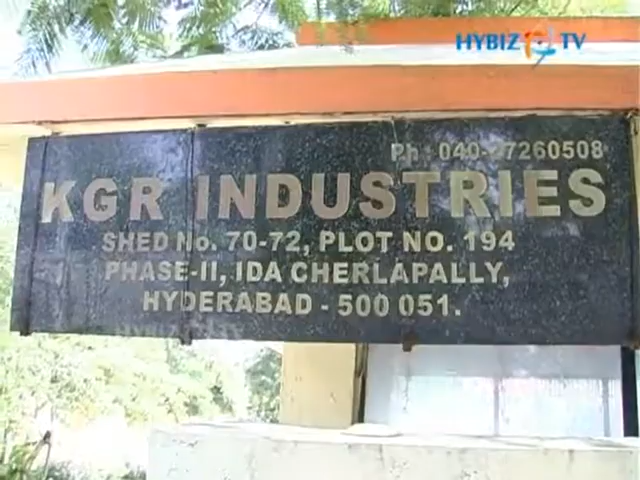 HYBIZ TV
Ph : 040-27260508
KGR INDUSTRIES
SHED No. 70-72, PLOT NO. 194
PHASE-II, IDA CHERLAPALLY,
HYDERABAD - 500 051.